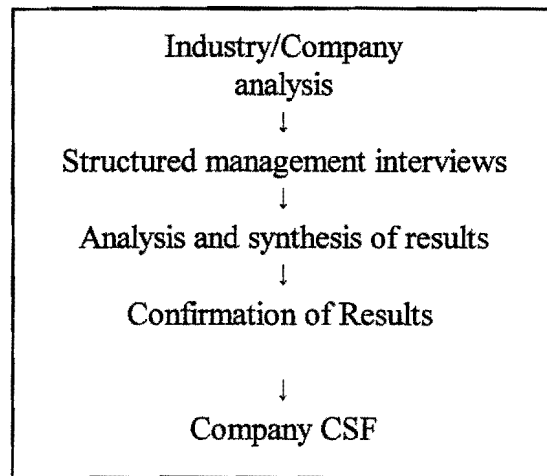 Industry/Company
analysis
↓
Structured management interviews
↓
Analysis and synthesis of results
↓
Confirmation of Results
↓
Company CSF